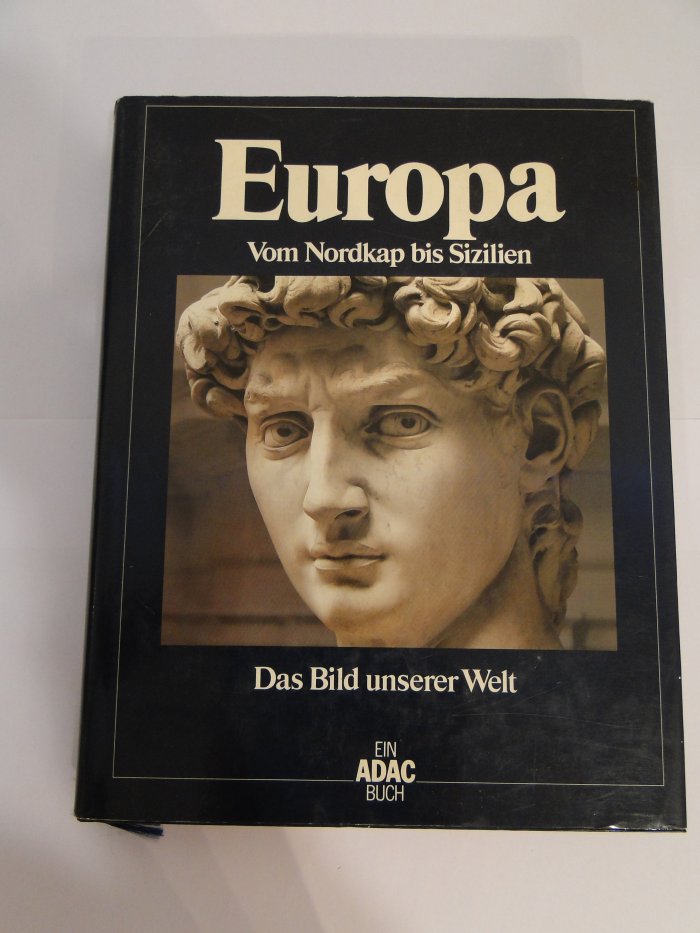 Europa
Vom Nordkap bis Sizilien
Das Bild unserer Welt
EIN
ADAC
BUCH